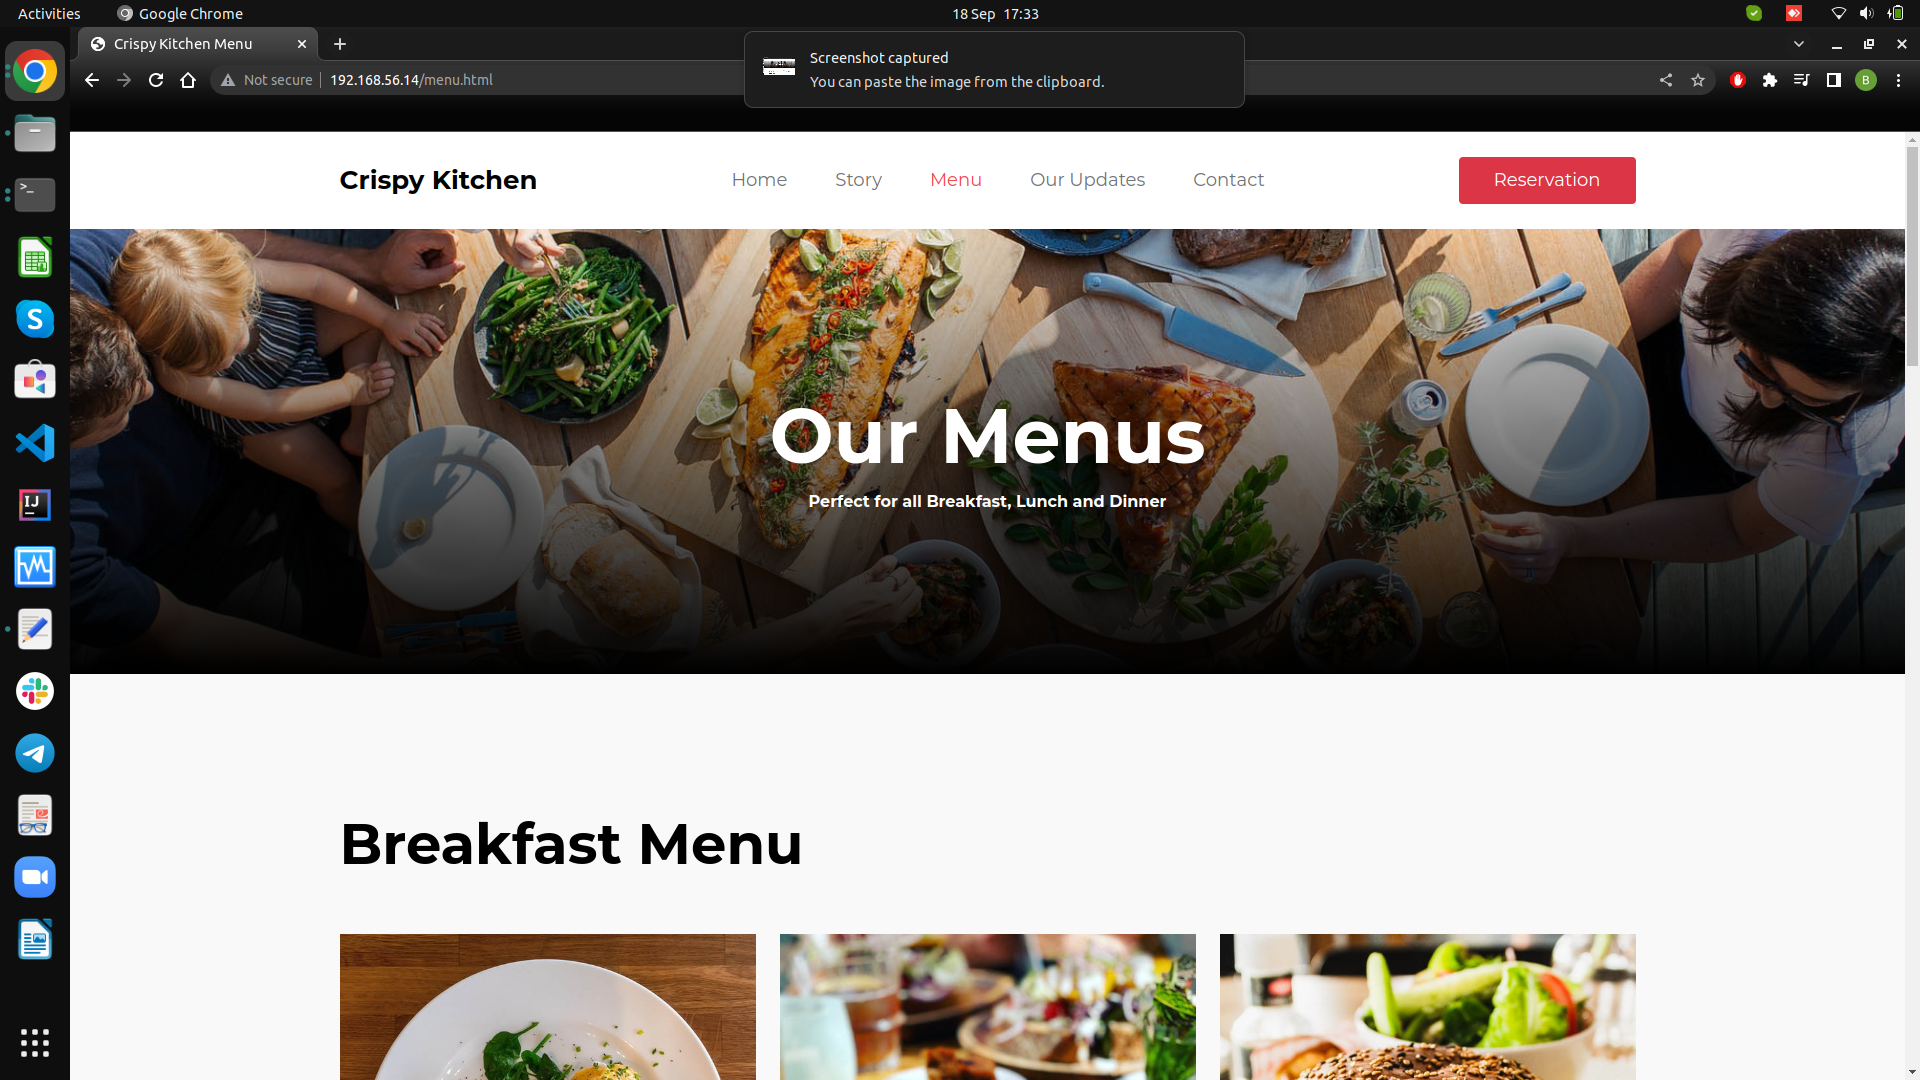 Activities
Google Chrome
18 Sep 17:33
Crispy Kitchen Menu
Screenshot captured
You can paste the image from the clipboard.
Not secure
192.168.56.14/menu.html
B
Crispy Kitchen
Home
Story
Menu
Our Updates
Contact
Reservation
Our Menus
Perfect for all Breakfast, Lunch and Dinner
Breakfast Menu
>_
S
IJ